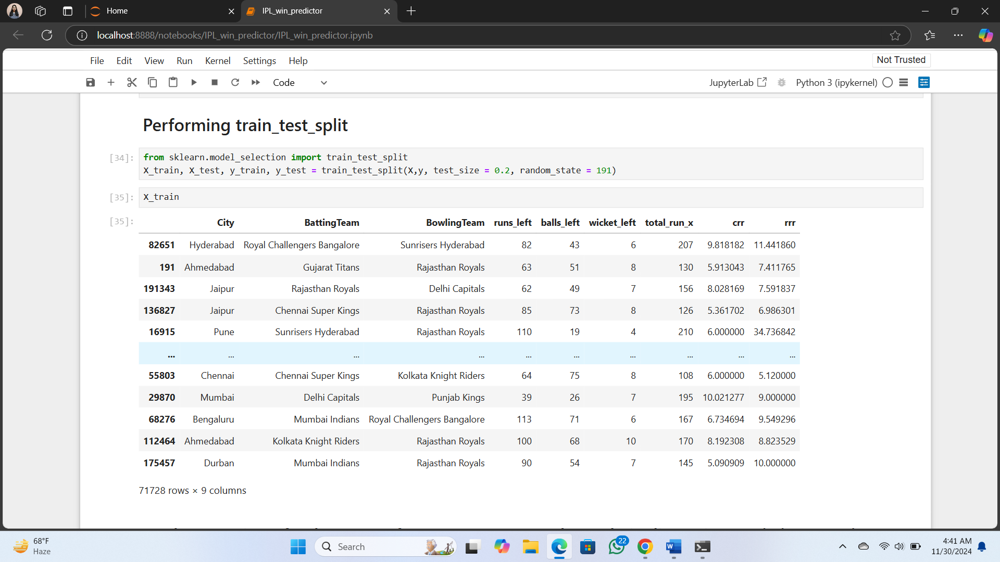 Home
IPL_win_predictor
localhost:8888/notebooks/IPL_win_predictor/IPL_win_predictor.ipynb
File Edit View Run Kernel Settings Help
Not Trusted
Code
JupyterLab
Python 3 (ipykernel)
Performing train_test_split
[34]: from sklearn.model_selection import train_test_split
X_train, X_test, y_train, y_test = train_test_split(X,y, test_size = 0.2, random_state = 191)
[35]: X_train
[35]: City BattingTeam BowlingTeam runs_left balls_left wicket_left total_run_x crr rrr
82651 Hyderabad Royal Challengers Bangalore Sunrisers Hyderabad 82 43 6 207 9.818182 11.441860
191 Ahmedabad Gujarat Titans Rajasthan Royals 63 51 8 130 5.913043 7.411765
191343 Jaipur Rajasthan Royals Delhi Capitals 62 49 7 156 8.028169 7.591837
136827 Jaipur Chennai Super Kings Rajasthan Royals 85 73 8 126 5.361702 6.986301
16915 Pune Sunrisers Hyderabad Rajasthan Royals 110 19 4 210 6.000000 34.736842
... ... ... ... ... ... ... ... ... ...
55803 Chennai Chennai Super Kings Kolkata Knight Riders 64 75 8 108 6.000000 5.120000
29870 Mumbai Delhi Capitals Punjab Kings 39 26 7 195 10.021277 9.000000
68276 Bengaluru Mumbai Indians Royal Challengers Bangalore 113 71 6 167 6.734694 9.549296
112464 Ahmedabad Kolkata Knight Riders Rajasthan Royals 100 68 10 170 8.192308 8.823529
175457 Durban Mumbai Indians Rajasthan Royals 90 54 7 145 5.090909 10.000000
71728 rows × 9 columns
68°F
Haze
Search
22
4:41 AM
11/30/2024